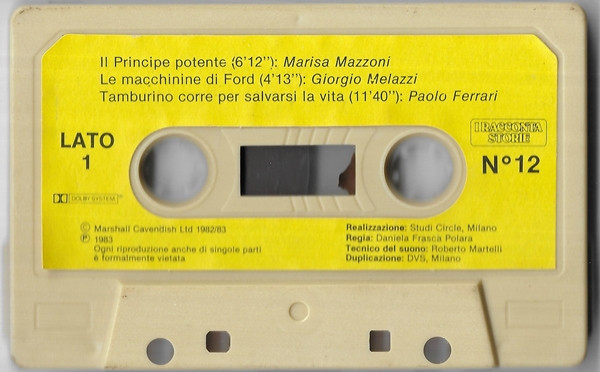 Il Principe potente (6'12''): Marisa Mazzoni
Le macchinine di Ford (4'13''): Giorgio Melazzi
Tamburino corre per salvarsi la vita (11'40''): Paolo Ferrari
LATO
1
I RACCONTA
STORIE
N° 12
DOLBY SYSTEM
© Marshall Cavendish Ltd 1982/83
℗ 1983
Ogni riproduzione anche di singole parti
è formalmente vietata
Realizzazione: Studi Circle, Milano
Regia: Daniela Frasca Polara
Tecnico del suono: Roberto Martelli
Duplicazione: DVS, Milano